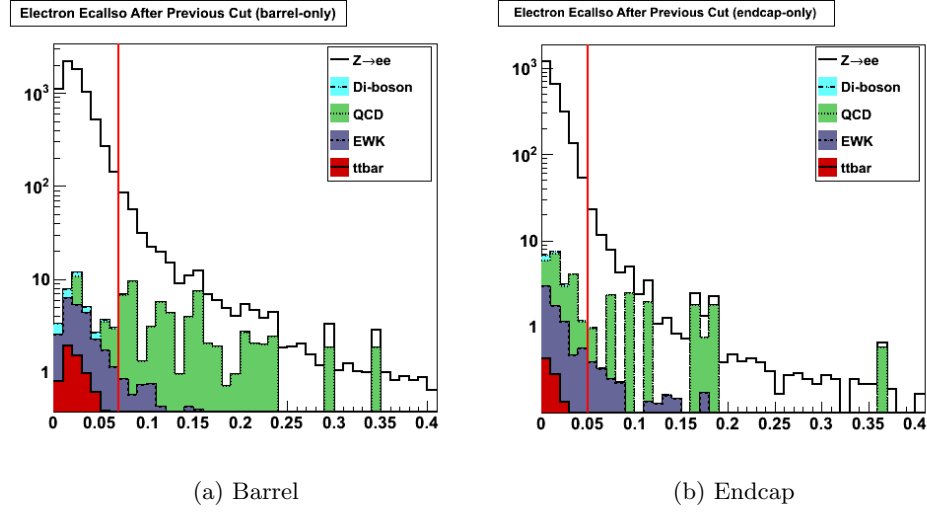 Electron EcalIso After Previous Cut (barrel-only)
10³
10²
10
1
0 0.05 0.1 0.15 0.2 0.25 0.3 0.35 0.4
Z→ee
Di-boson
QCD
EWK
ttbar
(a) Barrel
Electron EcalIso After Previous Cut (endcap-only)
10³
10²
10
1
0 0.05 0.1 0.15 0.2 0.25 0.3 0.35 0.4
Z→ee
Di-boson
QCD
EWK
ttbar
(b) Endcap